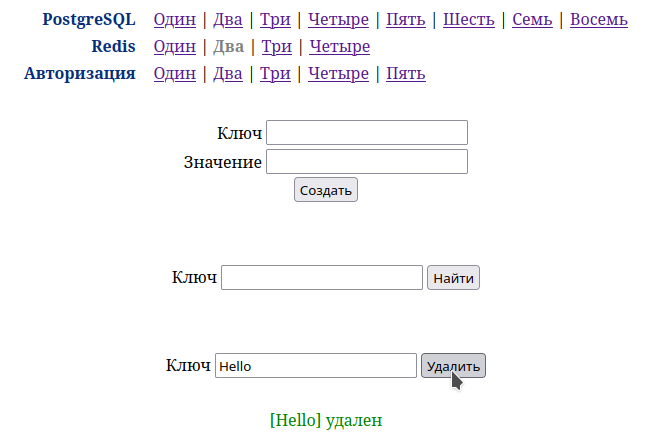 PostgreSQL Один | Два | Три | Четыре | Пять | Шесть | Семь | Восемь
Redis Один | Два | Три | Четыре
Авторизация Один | Два | Три | Четыре | Пять
Ключ
Значение
Создать
Ключ Найти
Ключ Hello Удалить
[Hello] удален